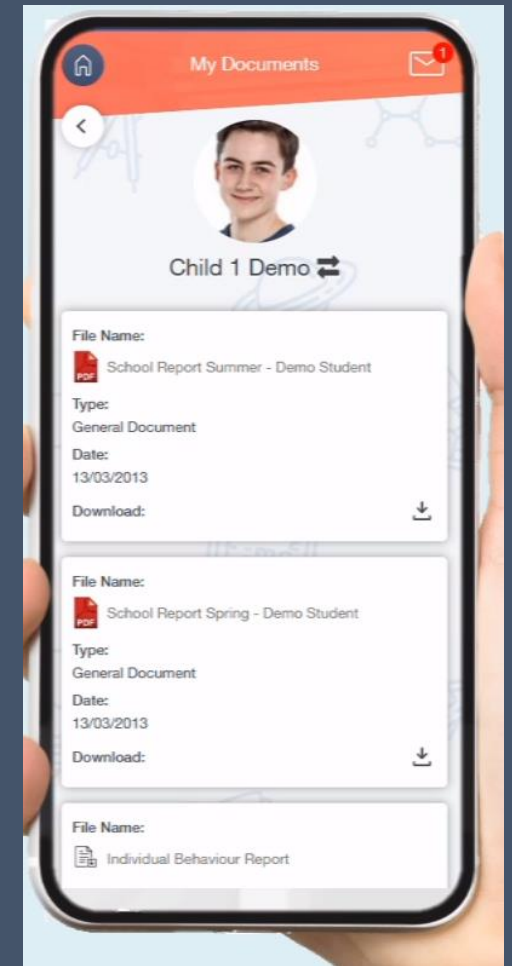 My Documents
1
Child 1 Demo
File Name:
PDF
School Report Summer - Demo Student
Type:
General Document
Date:
13/03/2013
Download:
File Name:
PDF
School Report Spring - Demo Student
Type:
General Document
Date:
13/03/2013
Download:
File Name:
Individual Behaviour Report